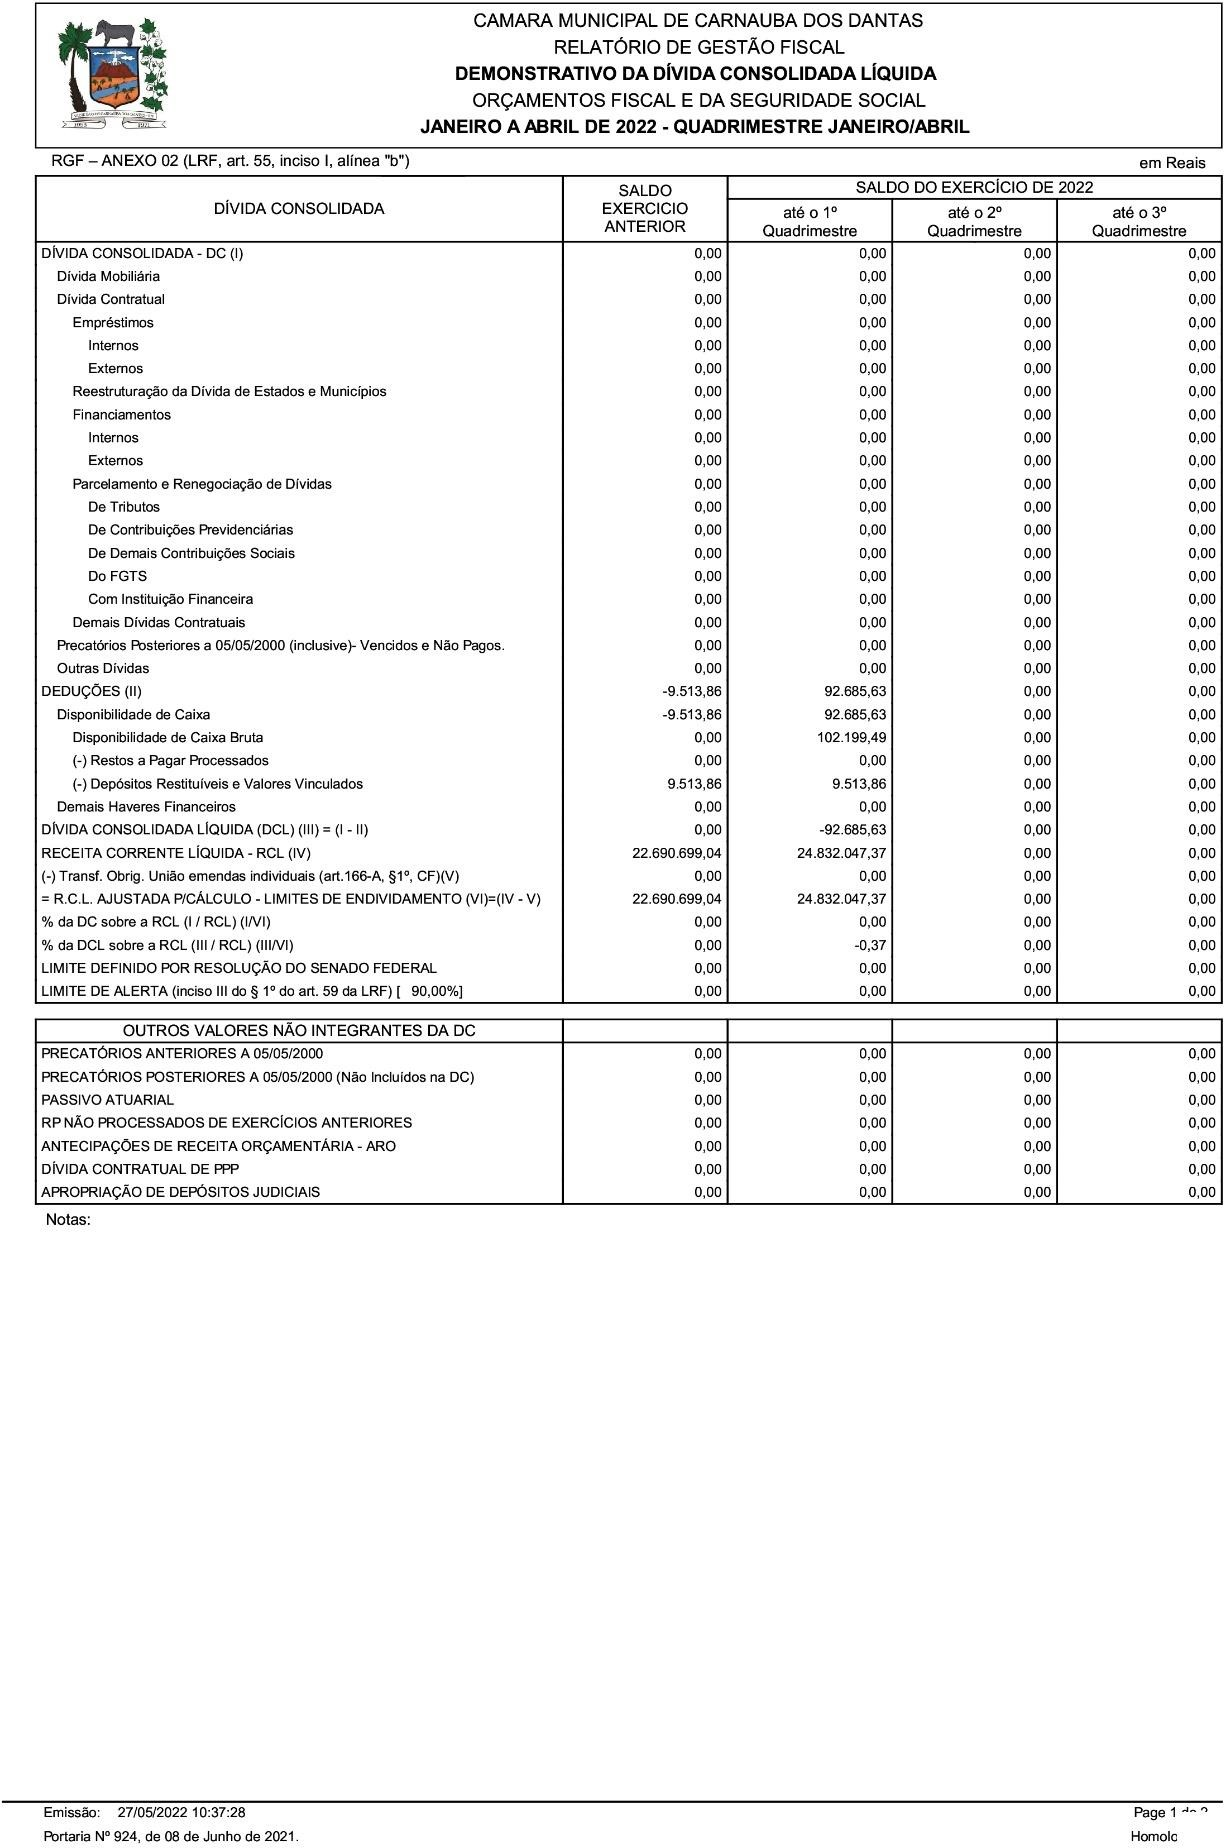 CAMARA MUNICIPAL DE CARNAUBA DOS DANTAS
RELATÓRIO DE GESTÃO FISCAL
DEMONSTRATIVO DA DÍVIDA CONSOLIDADA LÍQUIDA
ORÇAMENTOS FISCAL E DA SEGURIDADE SOCIAL
JANEIRO A ABRIL DE 2022 - QUADRIMESTRE JANEIRO/ABRIL
RGF – ANEXO 02 (LRF, art. 55, inciso I, alínea "b") em Reais
DÍVIDA CONSOLIDADA SALDO EXERCICIO ANTERIOR SALDO DO EXERCÍCIO DE 2022
até o 1º Quadrimestre até o 2º Quadrimestre até o 3º Quadrimestre
DÍVIDA CONSOLIDADA - DC (I) 0,00 0,00 0,00 0,00
Dívida Mobiliária 0,00 0,00 0,00 0,00
Dívida Contratual 0,00 0,00 0,00 0,00
Empréstimos 0,00 0,00 0,00 0,00
Internos 0,00 0,00 0,00 0,00
Externos 0,00 0,00 0,00 0,00
Reestruturação da Dívida de Estados e Municípios 0,00 0,00 0,00 0,00
Financiamentos 0,00 0,00 0,00 0,00
Internos 0,00 0,00 0,00 0,00
Externos 0,00 0,00 0,00 0,00
Parcelamento e Renegociação de Dívidas 0,00 0,00 0,00 0,00
De Tributos 0,00 0,00 0,00 0,00
De Contribuições Previdenciárias 0,00 0,00 0,00 0,00
De Demais Contribuições Sociais 0,00 0,00 0,00 0,00
Do FGTS 0,00 0,00 0,00 0,00
Com Instituição Financeira 0,00 0,00 0,00 0,00
Demais Dívidas Contratuais 0,00 0,00 0,00 0,00
Precatórios Posteriores a 05/05/2000 (inclusive)- Vencidos e Não Pagos. 0,00 0,00 0,00 0,00
Outras Dívidas 0,00 0,00 0,00 0,00
DEDUÇÕES (II) -9.513,86 92.685,63 0,00 0,00
Disponibilidade de Caixa -9.513,86 92.685,63 0,00 0,00
Disponibilidade de Caixa Bruta 0,00 102.199,49 0,00 0,00
(-) Restos a Pagar Processados 0,00 0,00 0,00 0,00
(-) Depósitos Restituíveis e Valores Vinculados 9.513,86 9.513,86 0,00 0,00
Demais Haveres Financeiros 0,00 0,00 0,00 0,00
DÍVIDA CONSOLIDADA LÍQUIDA (DCL) (III) = (I - II) 0,00 -92.685,63 0,00 0,00
RECEITA CORRENTE LÍQUIDA - RCL (IV) 22.690.699,04 24.832.047,37 0,00 0,00
(-) Transf. Obrig. União emendas individuais (art.166-A, §1º, CF)(V) 0,00 0,00 0,00 0,00
= R.C.L. AJUSTADA P/CÁLCULO - LIMITES DE ENDIVIDAMENTO (VI)=(IV - V) 22.690.699,04 24.832.047,37 0,00 0,00
% da DC sobre a RCL (I / RCL) (I/VI) 0,00 0,00 0,00 0,00
% da DCL sobre a RCL (III / RCL) (III/VI) 0,00 -0,37 0,00 0,00
LIMITE DEFINIDO POR RESOLUÇÃO DO SENADO FEDERAL 0,00 0,00 0,00 0,00
LIMITE DE ALERTA (inciso III do § 1º do art. 59 da LRF) [ 90,00%] 0,00 0,00 0,00 0,00
OUTROS VALORES NÃO INTEGRANTES DA DC
PRECATÓRIOS ANTERIORES A 05/05/2000 0,00 0,00 0,00 0,00
PRECATÓRIOS POSTERIORES A 05/05/2000 (Não Incluídos na DC) 0,00 0,00 0,00 0,00
PASSIVO ATUARIAL 0,00 0,00 0,00 0,00
RP NÃO PROCESSADOS DE EXERCÍCIOS ANTERIORES 0,00 0,00 0,00 0,00
ANTECIPAÇÕES DE RECEITA ORÇAMENTÁRIA - ARO 0,00 0,00 0,00 0,00
DÍVIDA CONTRATUAL DE PPP 0,00 0,00 0,00 0,00
APROPRIAÇÃO DE DEPÓSITOS JUDICIAIS 0,00 0,00 0,00 0,00
Notas:
Emissão: 27/05/2022 10:37:28 Page 1
Portaria Nº 924, de 08 de Junho de 2021. Homolo